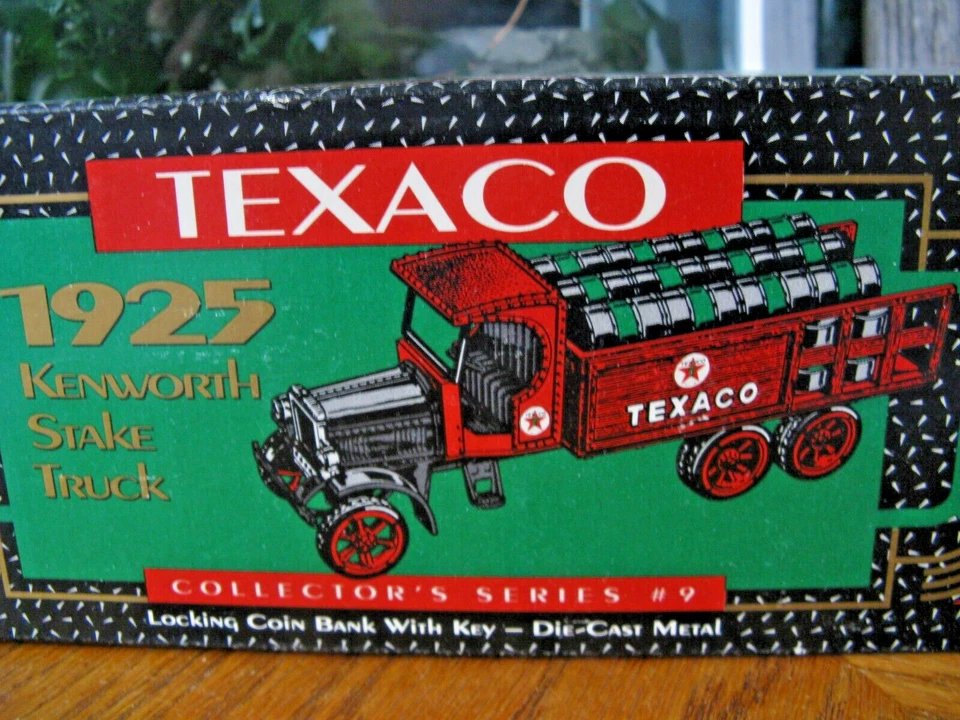 TEXACO
1925
KENWORTH
STAKE
TRUCK
TEXACO
COLLECTOR'S SERIES #9
LOCKING COIN BANK WITH KEY – DIE-CAST METAL